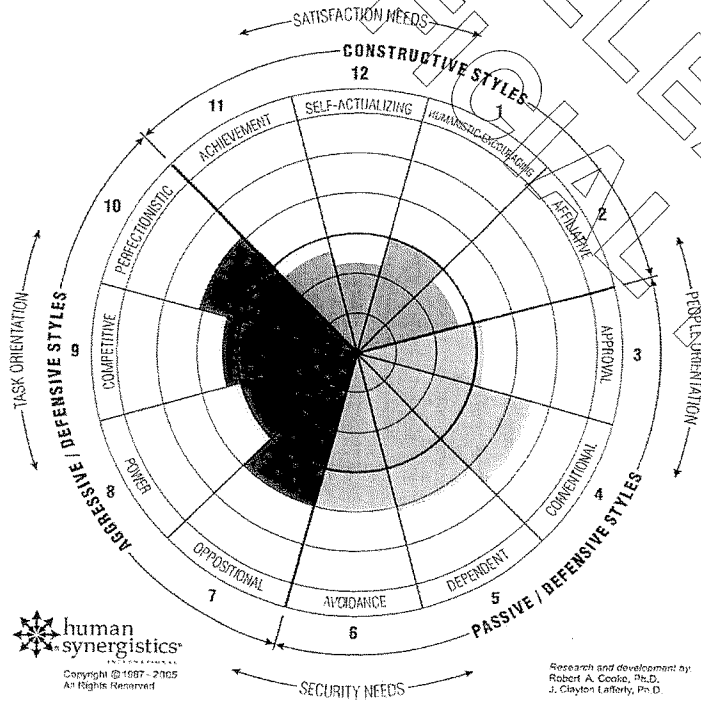 SATISFACTION NEEDS
CONSTRUCTIVE STYLES
12
11
1
SELF-ACTUALIZING
ACHIEVEMENT
HUMANISTIC-ENCOURAGING
10
2
PERFECTIONISTIC
AFFILIATIVE
TASK ORIENTATION
PEOPLE ORIENTATION
9
COMPETITIVE
APPROVAL
3
AGGRESSIVE / DEFENSIVE STYLES
8
POWER
CONVENTIONAL
4
OPPOSITIONAL
DEPENDENT
7
AVOIDANCE
5
6
PASSIVE / DEFENSIVE STYLES
human
synergistics
INTERNATIONAL
Copyright © 1987 - 2005
All Rights Reserved
SECURITY NEEDS
Research and development by:
Robert A. Cooke, Ph.D.
J. Clayton Lafferty, Ph.D.